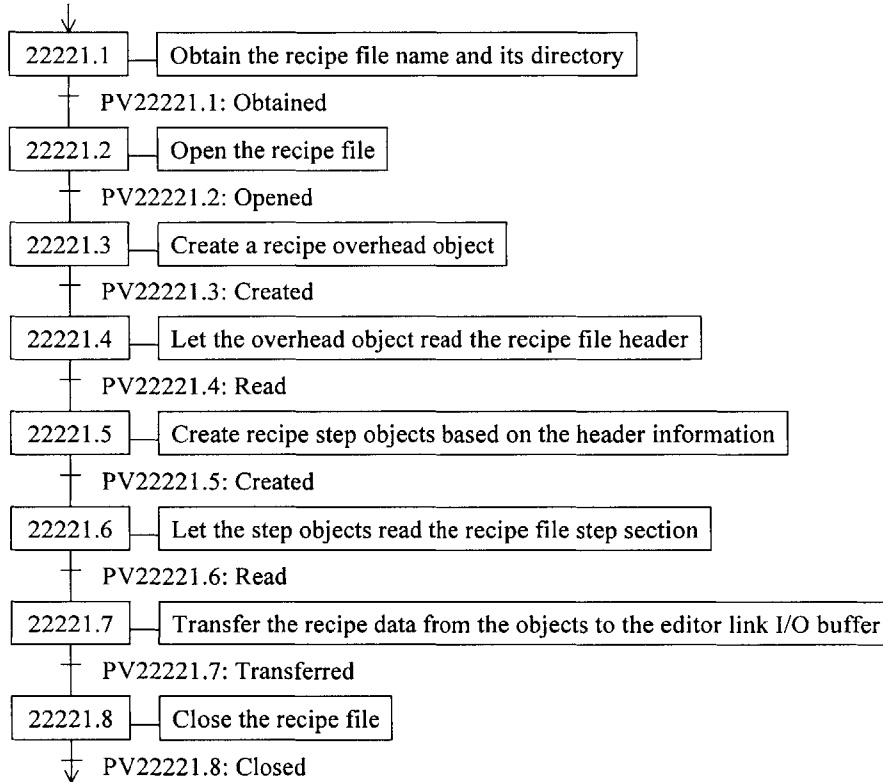 22221.1 Obtain the recipe file name and its directory
PV22221.1: Obtained
22221.2 Open the recipe file
PV22221.2: Opened
22221.3 Create a recipe overhead object
PV22221.3: Created
22221.4 Let the overhead object read the recipe file header
PV22221.4: Read
22221.5 Create recipe step objects based on the header information
PV22221.5: Created
22221.6 Let the step objects read the recipe file step section
PV22221.6: Read
22221.7 Transfer the recipe data from the objects to the editor link I/O buffer
PV22221.7: Transferred
22221.8 Close the recipe file
PV22221.8: Closed